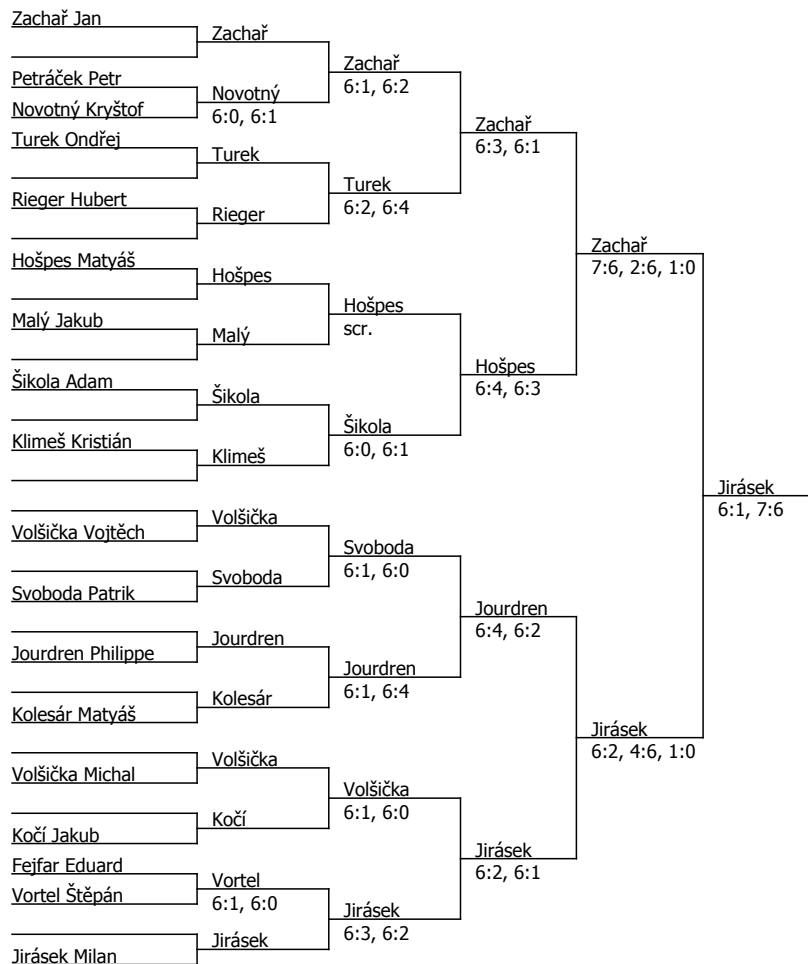 Zachař Jan
Petráček Petr
Novotný Kryštof
Turek Ondřej
Rieger Hubert
Hošpes Matyáš
Malý Jakub
Šikola Adam
Klimeš Kristián
Volšička Vojtěch
Svoboda Patrik
Jourdren Philippe
Kolesár Matyáš
Volšička Michal
Kočí Jakub
Fejfar Eduard
Vortel Štěpán
Jirásek Milan
Zachař
Novotný
6:0, 6:1
Turek
Rieger
Hošpes
Malý
Šikola
Klimeš
Volšička
Svoboda
Jourdren
Kolesár
Volšička
Kočí
Vortel
6:1, 6:0
Jirásek
Zachař
6:1, 6:2
Turek
6:2, 6:4
Hošpes
scr.
Šikola
6:0, 6:1
Svoboda
6:1, 6:0
Jourdren
6:1, 6:4
Volšička
6:1, 6:0
Jirásek
6:3, 6:2
Zachař
6:3, 6:1
Hošpes
6:4, 6:3
Jourdren
6:4, 6:2
Jirásek
6:2, 6:1
Zachař
7:6, 2:6, 1:0
Jirásek
6:2, 4:6, 1:0
Jirásek
6:1, 7:6